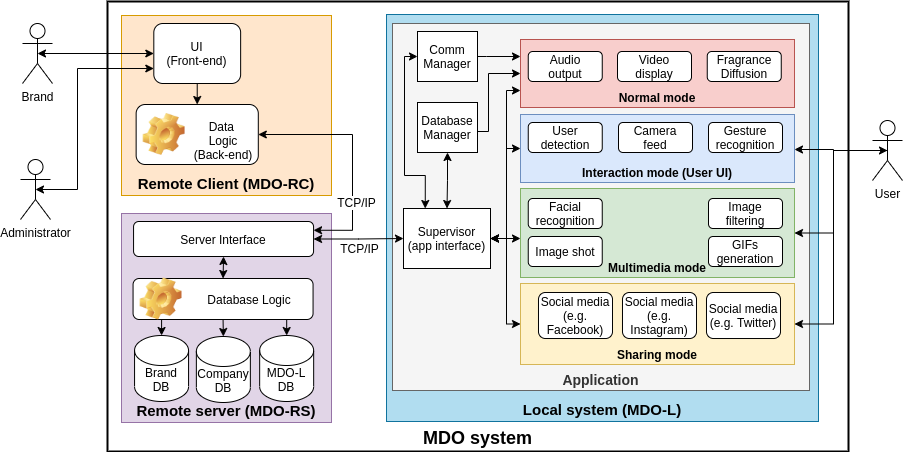 Brand
Administrator
UI
(Front-end)
Data
Logic
(Back-end)
Remote Client (MDO-RC)
TCP/IP
TCP/IP
Server Interface
Database Logic
Brand
DB
Company
DB
MDO-L
DB
Remote server (MDO-RS)
Comm
Manager
Database
Manager
Supervisor
(app interface)
Audio
output
Video
display
Fragrance
Diffusion
Normal mode
User
detection
Camera
feed
Gesture
recognition
Interaction mode (User UI)
Facial
recognition
Image
filtering
Image shot
GIFs
generation
Multimedia mode
Social media
(e.g.
Facebook)
Social media
(e.g.
Instagram)
Social media
(e.g. Twitter)
Sharing mode
Application
Local system (MDO-L)
User
MDO system